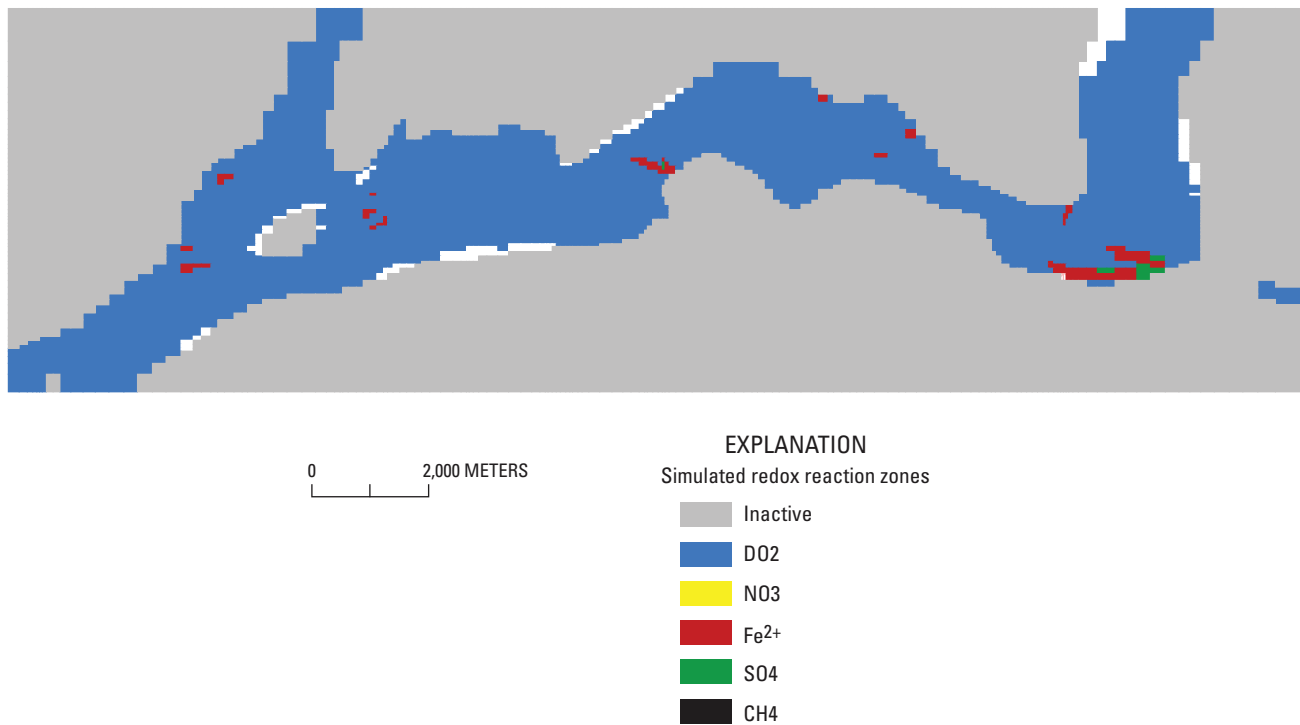 0 2,000 METERS
EXPLANATION
Simulated redox reaction zones
Inactive
DO2
NO3
Fe2+
SO4
CH4